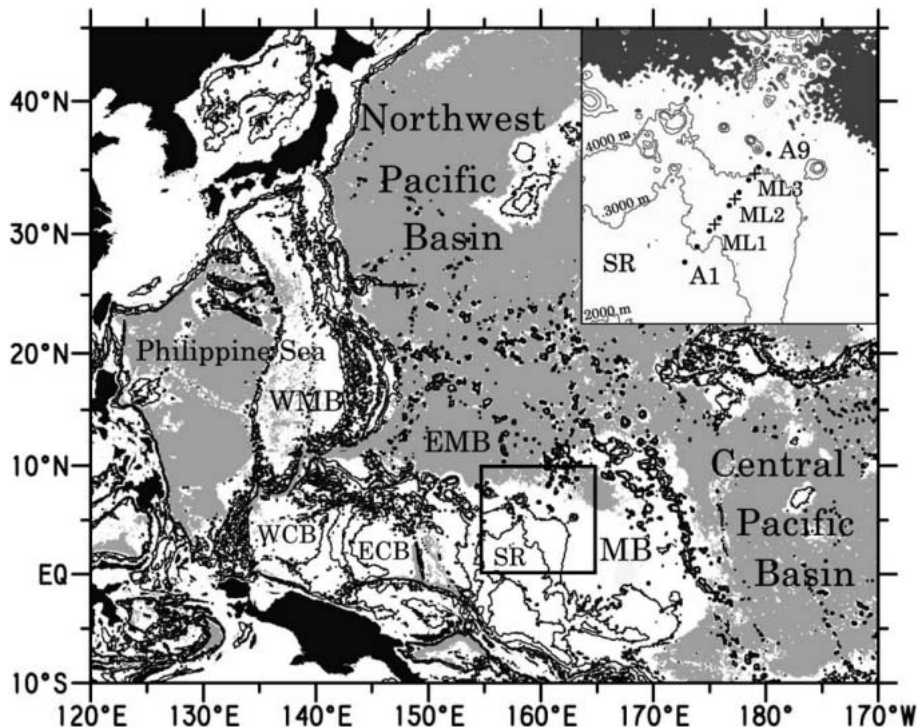 40°N
30°N
20°N
10°N
EQ
10°S
120°E
130°E
140°E
150°E
160°E
170°E
180°E
170°W
Northwest
Pacific
Basin
Philippine Sea
WMB
EMB
Central
Pacific
Basin
WCB
ECB
SR
MB
4000 m
3000 m
2000 m
SR
A9
ML3
ML2
ML1
A1